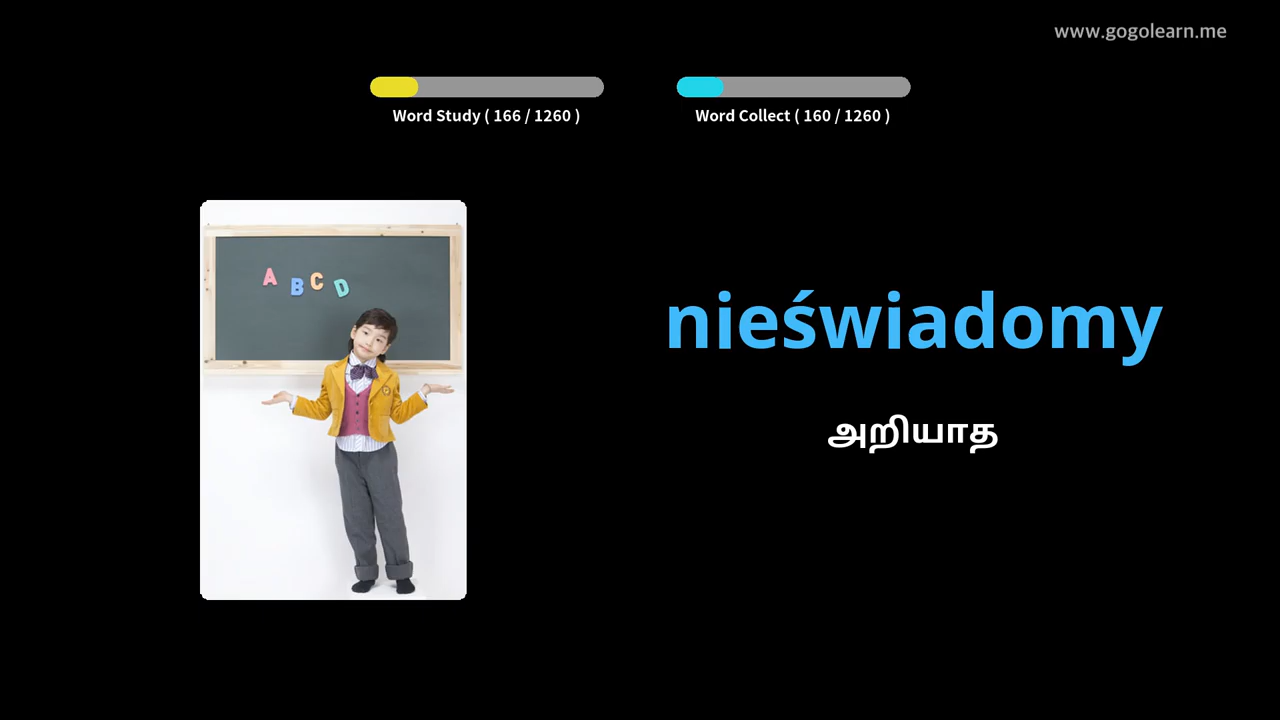 www.gogolearn.me
Word Study ( 166 / 1260 )
Word Collect ( 160 / 1260 )
A B C D
nieświadomy
அறியாத